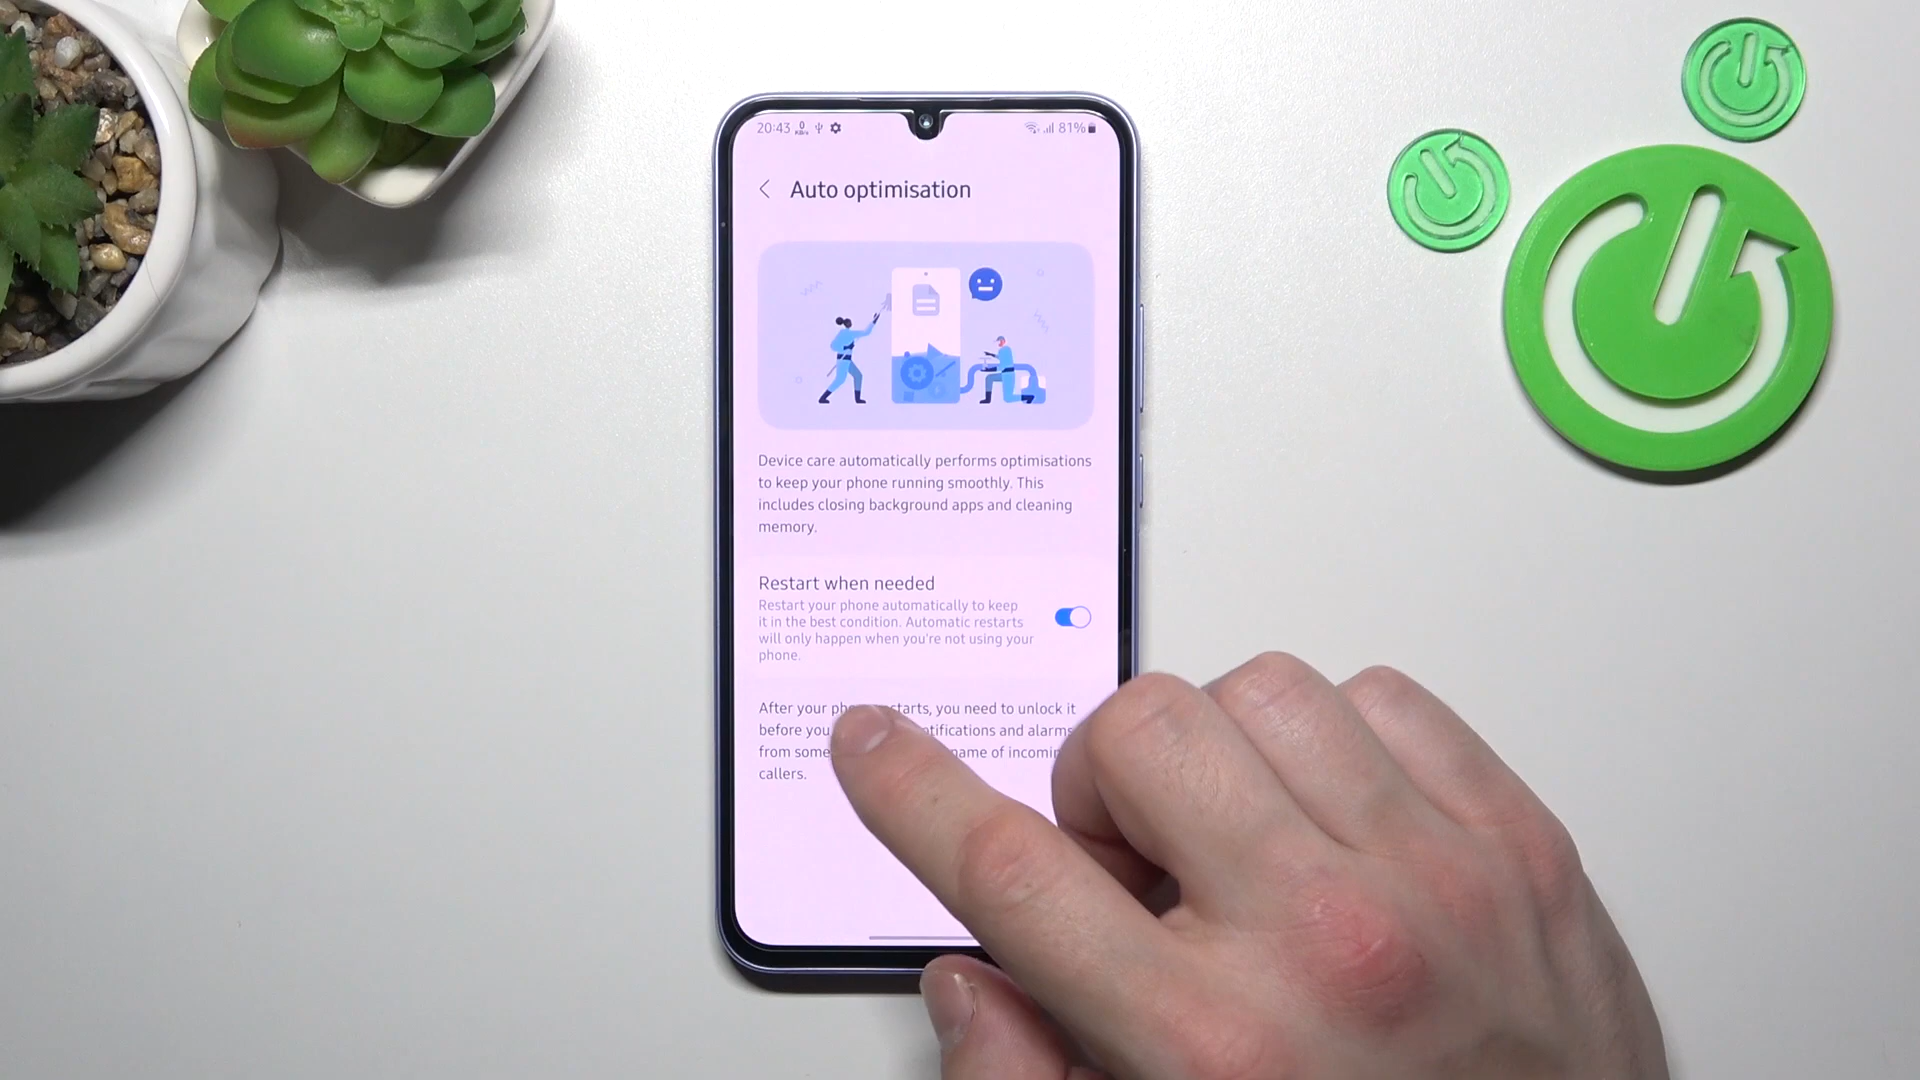 20:43 0 KB/s 81%
Auto optimisation
Device care automatically performs optimisations
to keep your phone running smoothly. This
includes closing background apps and cleaning
memory.
Restart when needed
Restart your phone automatically to keep
it in the best condition. Automatic restarts
will only happen when you're not using your
phone.
After your starts, you need to unlock it
before you notifications and alarms
from name of
callers.